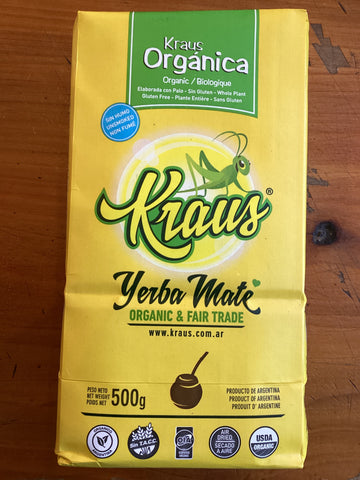 Kraus
Orgánica
Organic / Biologique
Elaborada con Palo - Sin Gluten - Whole Plant
Gluten Free - Plante Entière - Sans Gluten
SIN HUMO
UNSMOKED
NON FUMÉ
Kraus®
Yerba Mate
ORGANIC & FAIR TRADE
www.kraus.com.ar
PESO NETO
NET WEIGHT
POIDS NET
500g
PRODUCTO DE ARGENTINA
PRODUCT OF ARGENTINA
PRODUIT D' ARGENTINE
Sin T.A.C.C.
OIA
AIR
DRIED
SECADO
A AIRE
USDA
ORGANIC